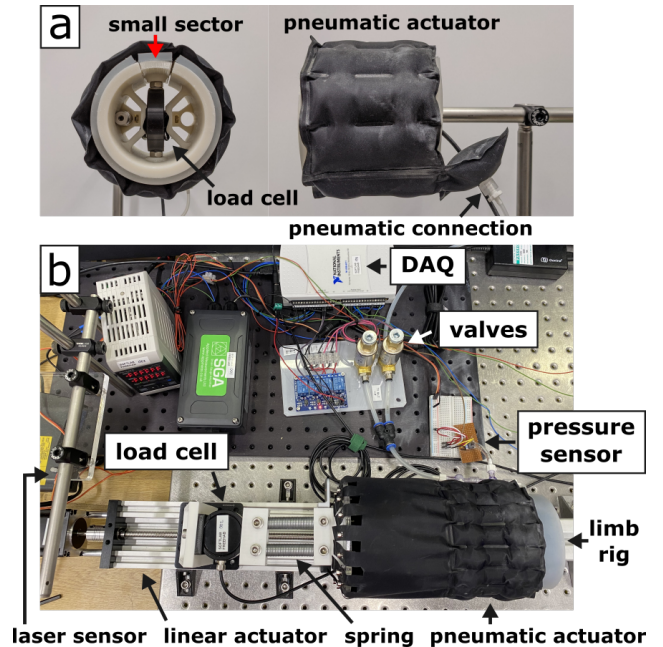 a
small sector
pneumatic actuator
load cell
pneumatic connection
b
DAQ
NATIONAL
INSTRUMENTS
valves
SGA
load cell
pressure
sensor
limb
rig
laser sensor
linear actuator
spring
pneumatic actuator